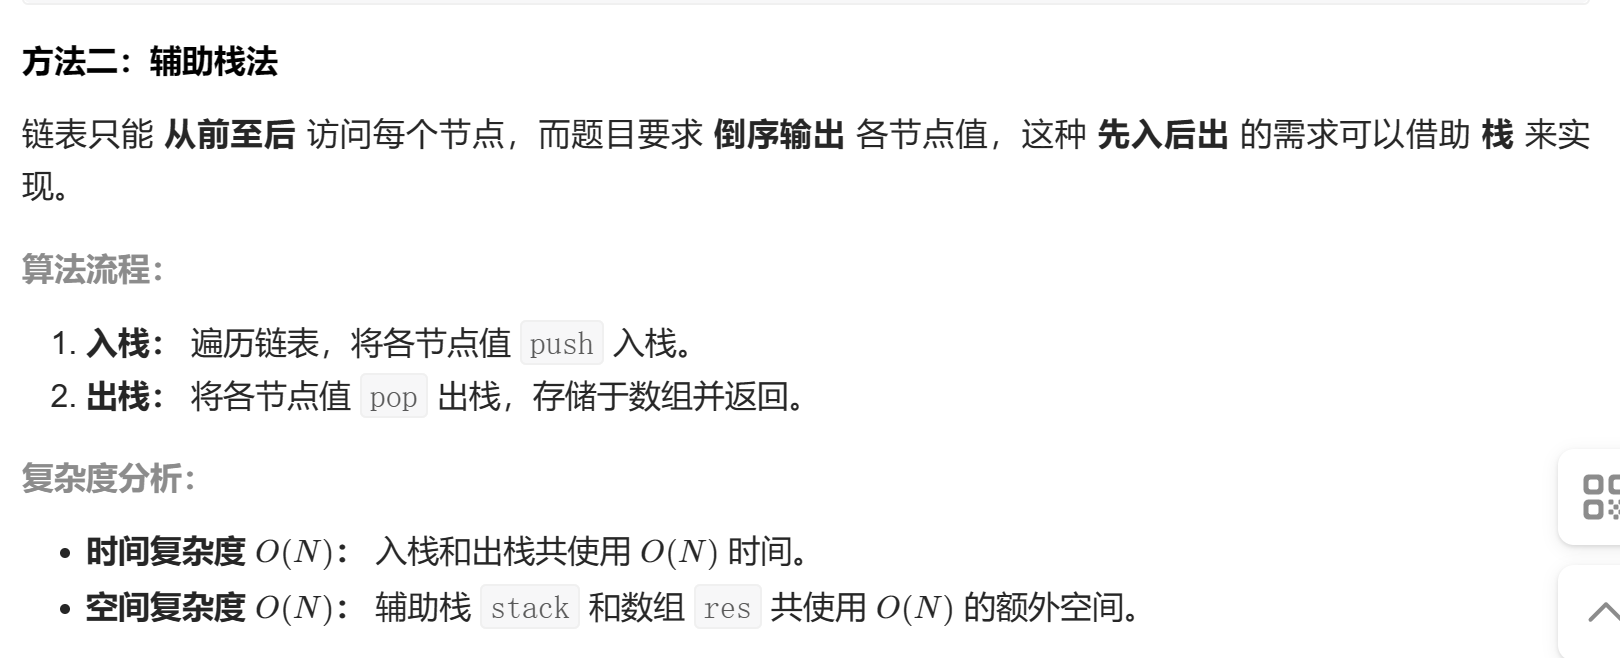 方法二：辅助栈法
链表只能 从前至后 访问每个节点，而题目要求 倒序输出 各节点值，这种 先入后出 的需求可以借助 栈 来实
现。
算法流程：
1. 入栈： 遍历链表，将各节点值 push 入栈。
2. 出栈： 将各节点值 pop 出栈，存储于数组并返回。
复杂度分析：
• 时间复杂度 O(N)： 入栈和出栈共使用 O(N) 时间。
• 空间复杂度 O(N)： 辅助栈 stack 和数组 res 共使用 O(N) 的额外空间。